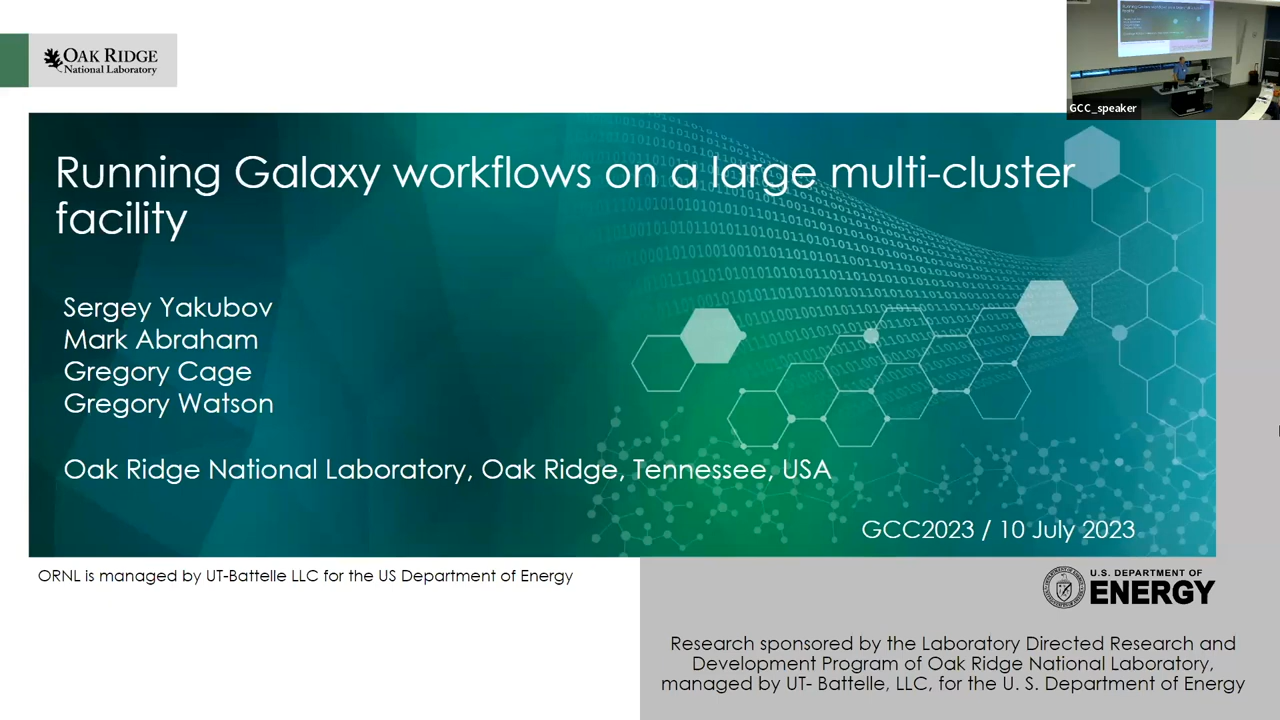 OAK RIDGE
National Laboratory
GCC_speaker
Running Galaxy workflows on a large multi-cluster
facility
Sergey Yakubov
Mark Abraham
Gregory Cage
Gregory Watson
Oak Ridge National Laboratory, Oak Ridge, Tennessee, USA
GCC2023 / 10 July 2023
ORNL is managed by UT-Battelle LLC for the US Department of Energy
U.S. DEPARTMENT OF
ENERGY
Research sponsored by the Laboratory Directed Research and
Development Program of Oak Ridge National Laboratory,
managed by UT- Battelle, LLC, for the U. S. Department of Energy